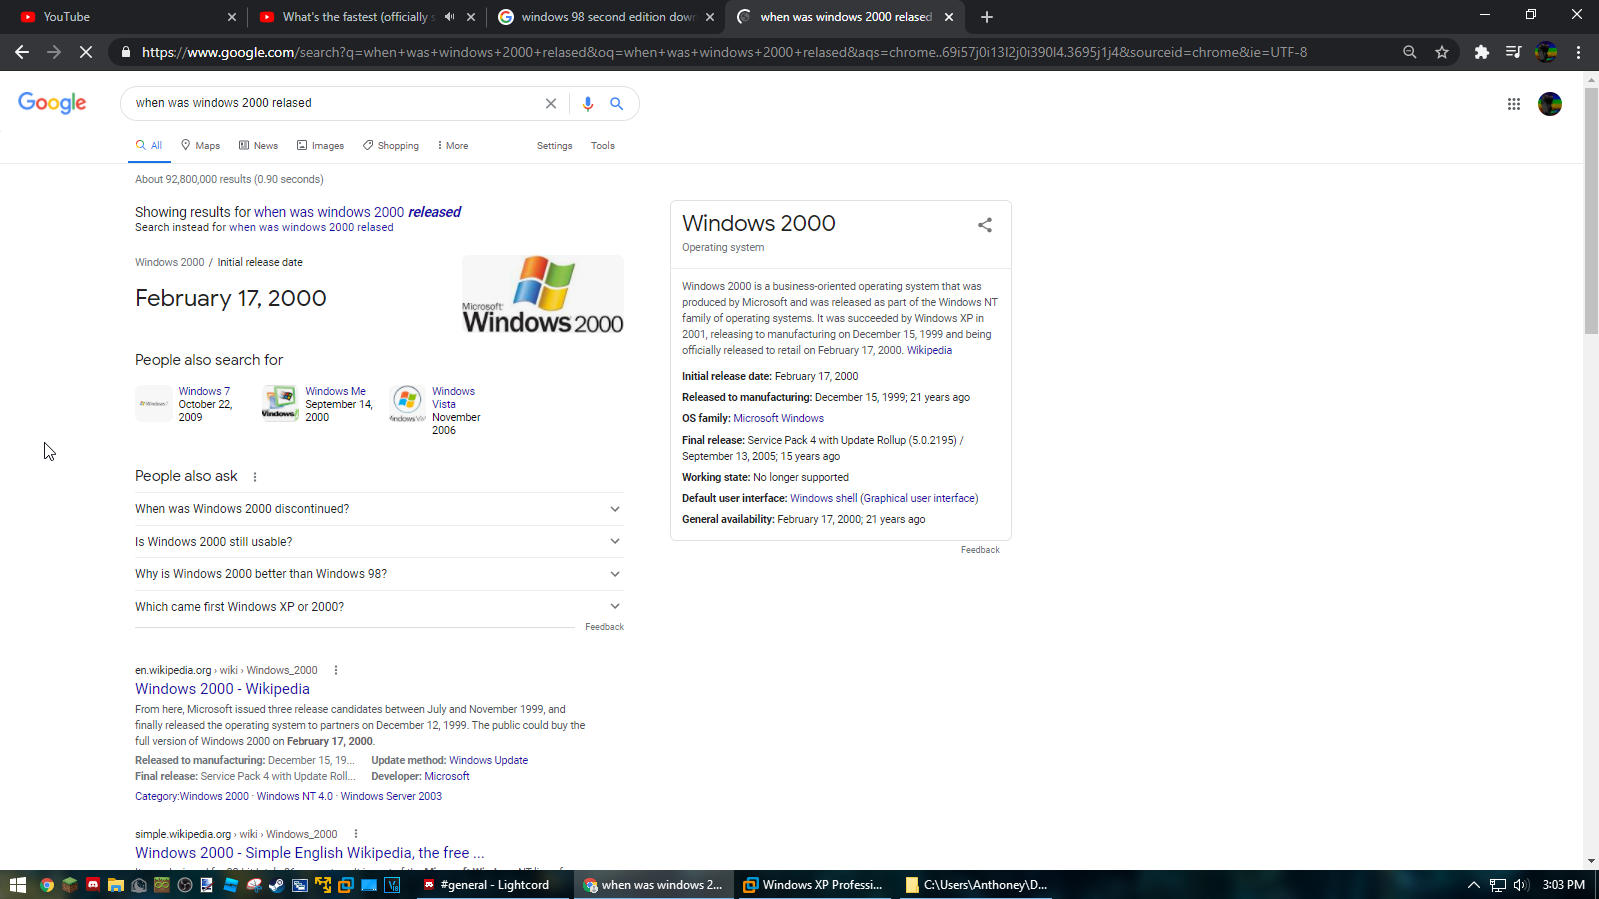 YouTube
What's the fastest (officially s
windows 98 second edition down
when was windows 2000 relased
https://www.google.com/search?q=when+was+windows+2000+relased&oq=when+was+windows+2000+relased&aqs=chrome..69i57j0i13l2j0i390l4.3695j1j4&sourceid=chrome&ie=UTF-8
Google
when was windows 2000 relased
All
Maps
News
Images
Shopping
More
Settings
Tools
About 92,800,000 results (0.90 seconds)
Showing results for when was windows 2000 released
Search instead for when was windows 2000 relased
Windows 2000 / Initial release date
February 17, 2000
Microsoft
Windows 2000
People also search for
Windows 7
October 22,
2009
Windows Me
September 14,
2000
Windows
Vista
November
2006
People also ask
When was Windows 2000 discontinued?
Is Windows 2000 still usable?
Why is Windows 2000 better than Windows 98?
Which came first Windows XP or 2000?
Feedback
en.wikipedia.org › wiki › Windows_2000
Windows 2000 - Wikipedia
From here, Microsoft issued three release candidates between July and November 1999, and
finally released the operating system to partners on December 12, 1999. The public could buy the
full version of Windows 2000 on February 17, 2000.
Released to manufacturing: December 15, 19... Update method: Windows Update
Final release: Service Pack 4 with Update Roll... Developer: Microsoft
Category:Windows 2000 · Windows NT 4.0 · Windows Server 2003
simple.wikipedia.org › wiki › Windows_2000
Windows 2000 - Simple English Wikipedia, the free ...
Windows 2000
Operating system
Windows 2000 is a business-oriented operating system that was
produced by Microsoft and was released as part of the Windows NT
family of operating systems. It was succeeded by Windows XP in
2001, releasing to manufacturing on December 15, 1999 and being
officially released to retail on February 17, 2000. Wikipedia
Initial release date: February 17, 2000
Released to manufacturing: December 15, 1999; 21 years ago
OS family: Microsoft Windows
Final release: Service Pack 4 with Update Rollup (5.0.2195) /
September 13, 2005; 15 years ago
Working state: No longer supported
Default user interface: Windows shell (Graphical user interface)
General availability: February 17, 2000; 21 years ago
Feedback
#general - Lightcord
when was windows 2...
Windows XP Professi...
C:\Users\Anthoney\D...
3:03 PM